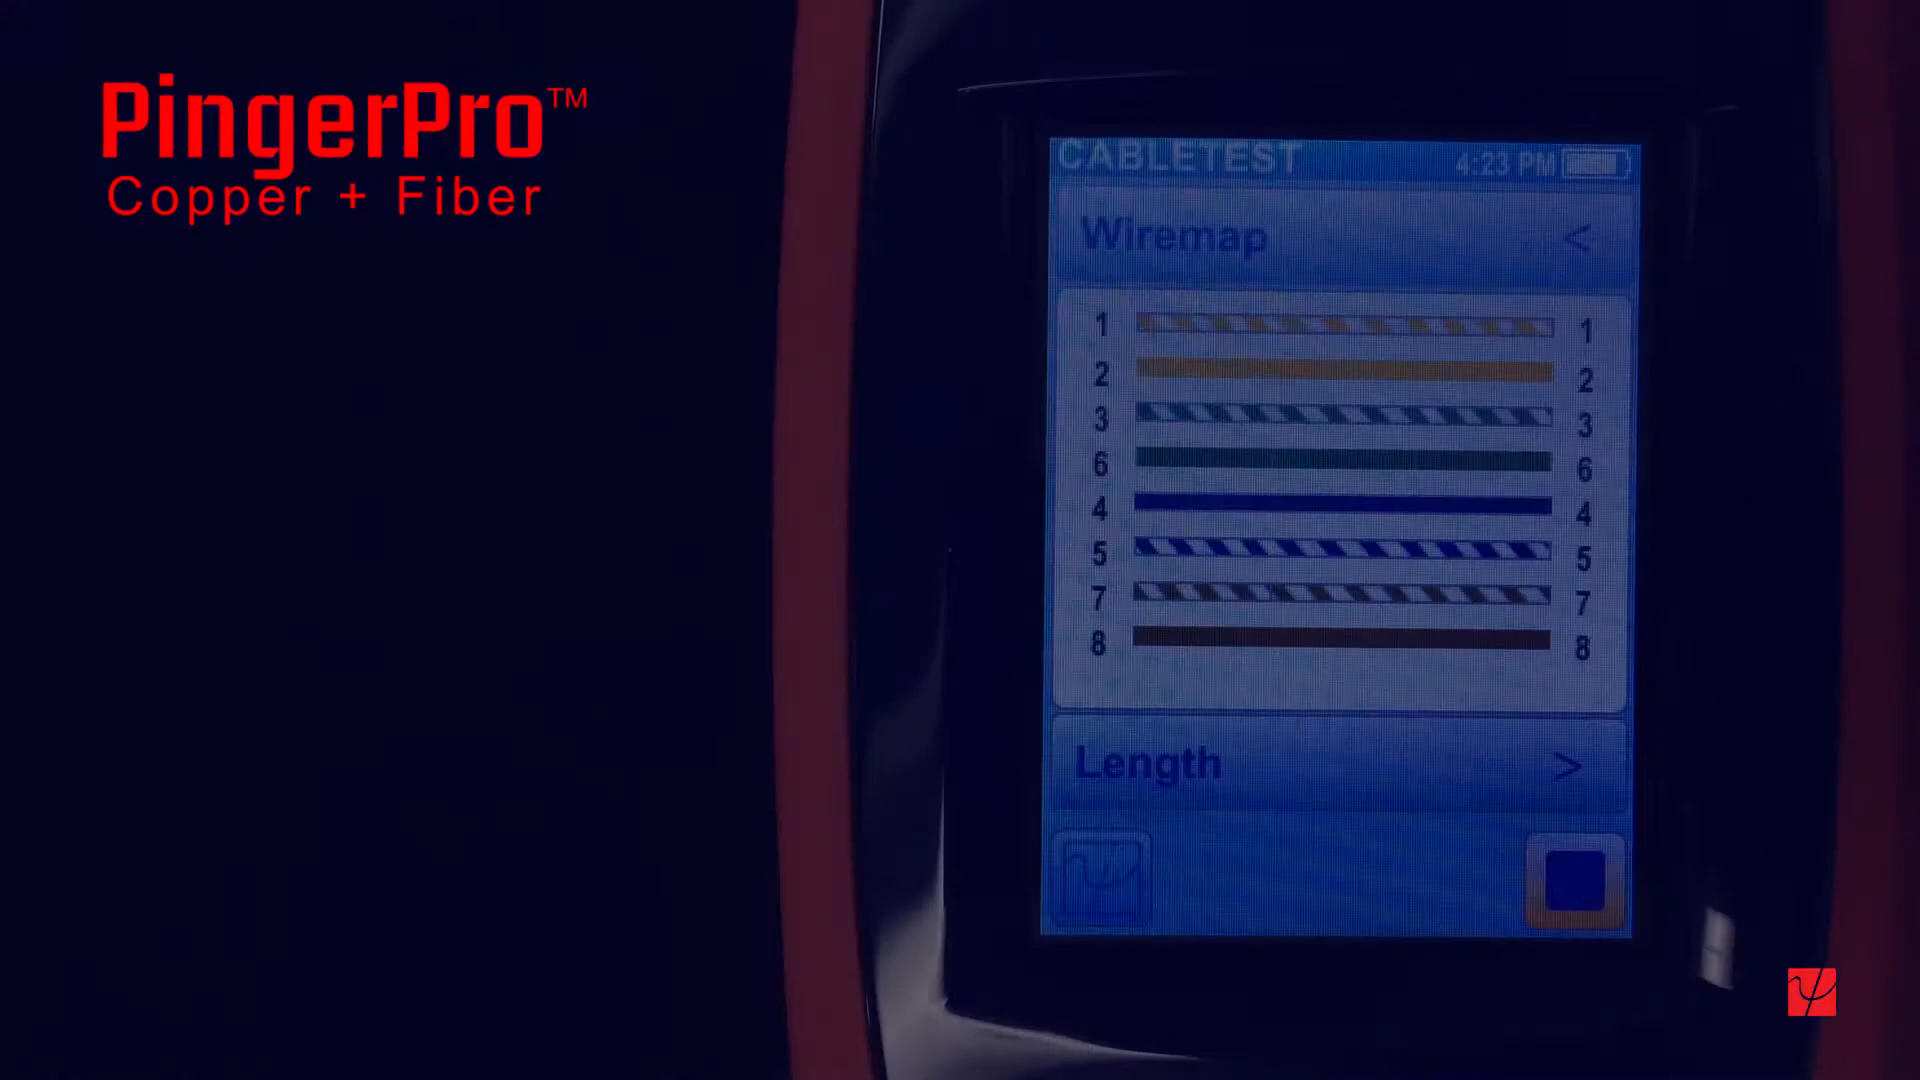 PingerPro™
Copper + Fiber
CABLETEST 4:23 PM
Wiremap <
1 1
2 2
3 3
6 6
4 4
5 5
7 7
8 8
Length >